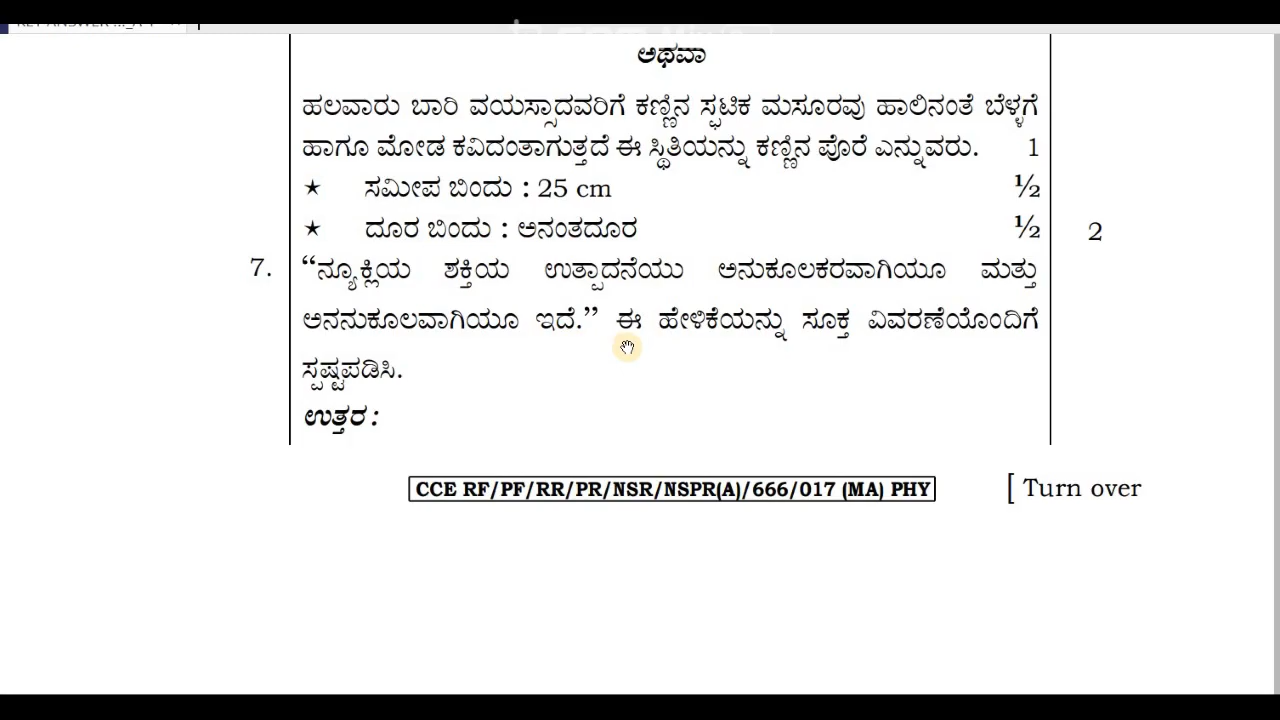 ಅಥವಾ
ಹಲವಾರು ಬಾರಿ ವಯಸ್ಸಾದವರಿಗೆ ಕಣ್ಣಿನ ಸ್ಫಟಿಕ ಮಸೂರವು ಹಾಲಿನಂತೆ ಬೆಳ್ಳಗೆ
ಹಾಗೂ ಮೋಡ ಕವಿದಂತಾಗುತ್ತದೆ ಈ ಸ್ಥಿತಿಯನ್ನು ಕಣ್ಣಿನ ಪೊರೆ ಎನ್ನುವರು. 1
★ ಸಮೀಪ ಬಿಂದು : 25 cm ½
★ ದೂರ ಬಿಂದು : ಅನಂತದೂರ ½ 2
7. “ನ್ಯೂಕ್ಲಿಯ ಶಕ್ತಿಯ ಉತ್ಪಾದನೆಯು ಅನುಕೂಲಕರವಾಗಿಯೂ ಮತ್ತು
ಅನನುಕೂಲವಾಗಿಯೂ ಇದೆ.” ಈ ಹೇಳಿಕೆಯನ್ನು ಸೂಕ್ತ ವಿವರಣೆಯೊಂದಿಗೆ
ಸ್ಪಷ್ಟಪಡಿಸಿ.
ಉತ್ತರ :
CCE RF/PF/RR/PR/NSR/NSPR(A)/666/017 (MA) PHY [ Turn over